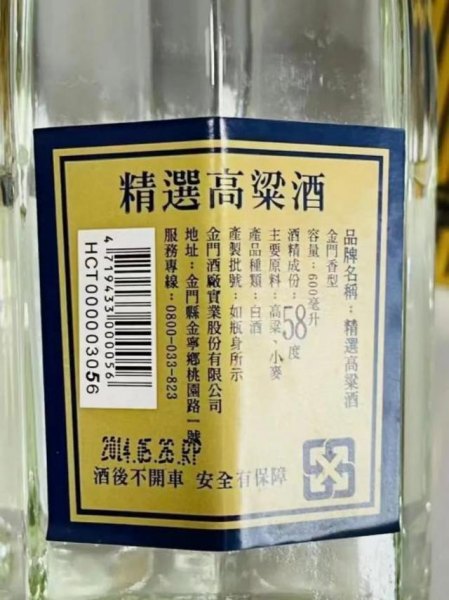 精選高粱酒
品牌名稱：精選高粱酒
金門香型
容量：600毫升
酒精成份：58度
主要原料：高粱、小麥
產品種類：白酒
產製批號：如瓶身所示
金門酒廠實業股份有限公司
地址：金門縣金寧鄉桃園路一號
服務專線：0800-033-823
4719433000056
HCT00003056
2014.05.26.RP
酒後不開車 安全有保障